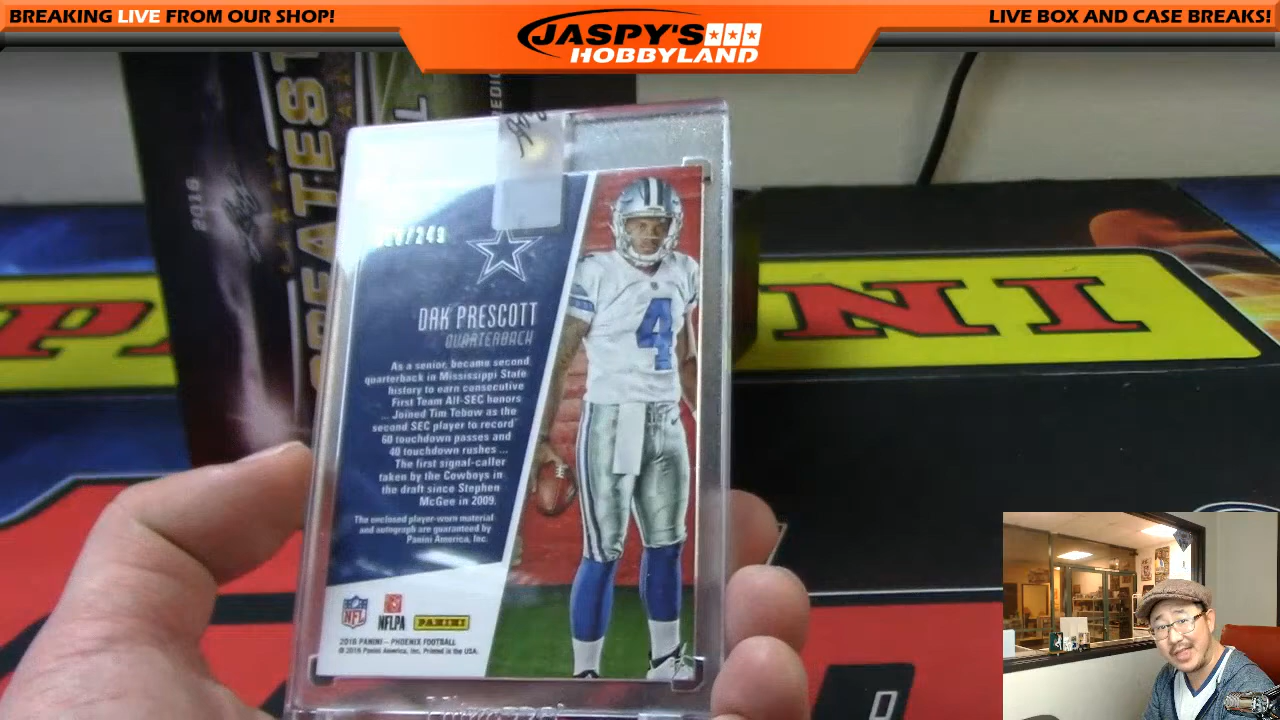 BREAKING LIVE FROM OUR SHOP!
JASPY'S
HOBBYLAND
LIVE BOX AND CASE BREAKS!
2016
GREATEST
/249
DAK PRESCOTT
QUARTERBACK
As a senior, became second
quarterback in Mississippi State
history to earn consecutive
First Team All-SEC honors
... Joined Tim Tebow as the
second SEC player to record
60 touchdown passes and
40 touchdown rushes ...
The first signal-caller
taken by the Cowboys in
the draft since Stephen
McGee in 2009.
The enclosed player-worn material
and autograph are guaranteed by
Panini America, Inc.
NFL
NFLPA
PANINI
2016 PANINI – PHOENIX FOOTBALL
© 2016 Panini America, Inc. Printed in the USA.
4
PA
NI